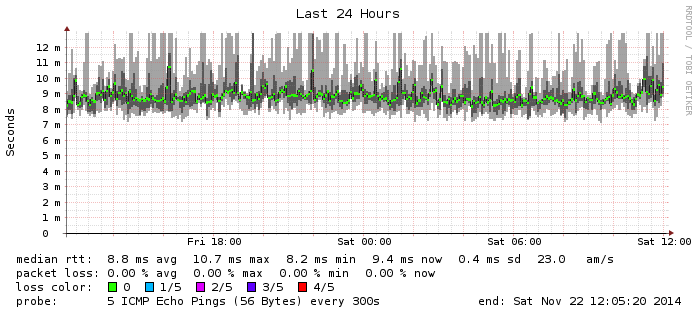 Last 24 Hours
RRDTOOL / TOBI OETIKER
Seconds
12 m
11 m
10 m
9 m
8 m
7 m
6 m
5 m
4 m
3 m
2 m
1 m
0
Fri 18:00 Sat 00:00 Sat 06:00 Sat 12:00
median rtt: 8.8 ms avg 10.7 ms max 8.2 ms min 9.4 ms now 0.4 ms sd 23.0 am/s
packet loss: 0.00 % avg 0.00 % max 0.00 % min 0.00 % now
loss color: 0 1/5 2/5 3/5 4/5
probe: 5 ICMP Echo Pings (56 Bytes) every 300s end: Sat Nov 22 12:05:20 2014